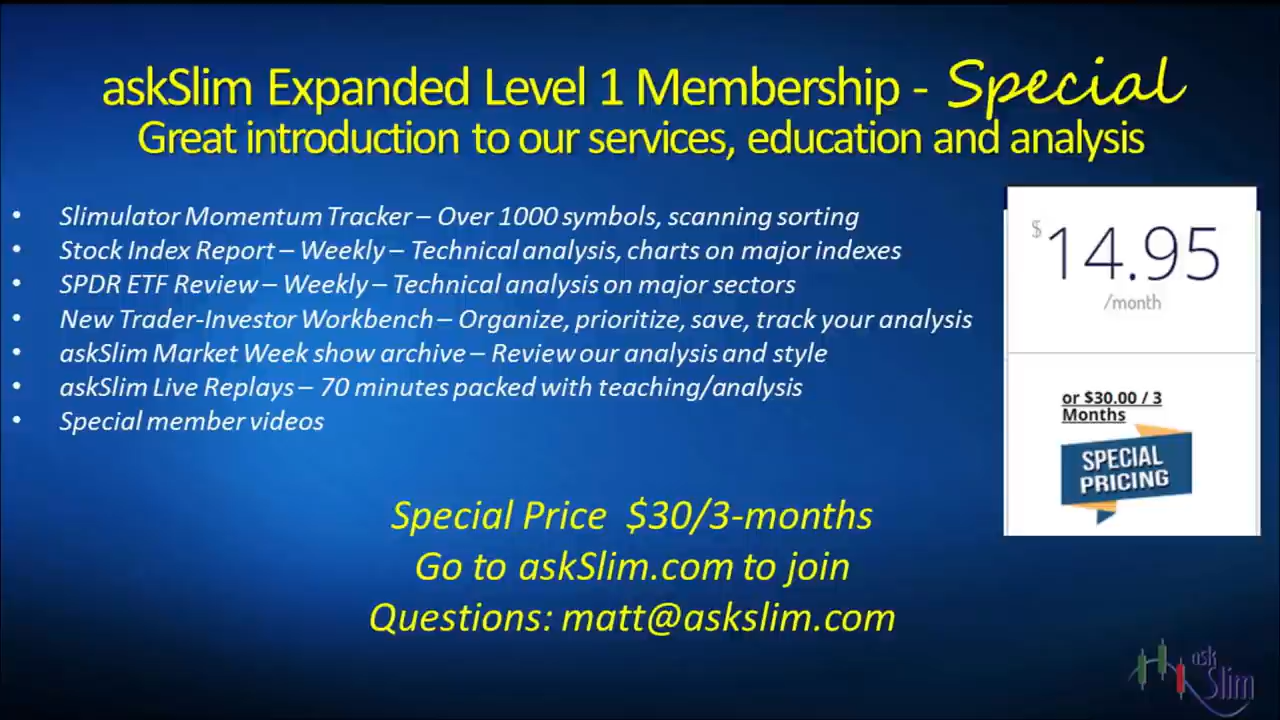 askSlim Expanded Level 1 Membership - Special
Great introduction to our services, education and analysis
• Slimulator Momentum Tracker – Over 1000 symbols, scanning sorting
• Stock Index Report – Weekly – Technical analysis, charts on major indexes
• SPDR ETF Review – Weekly – Technical analysis on major sectors
• New Trader-Investor Workbench – Organize, prioritize, save, track your analysis
• askSlim Market Week show archive – Review our analysis and style
• askSlim Live Replays – 70 minutes packed with teaching/analysis
• Special member videos
$14.95
/month
or $30.00 / 3
Months
SPECIAL
PRICING
Special Price $30/3-months
Go to askSlim.com to join
Questions: matt@askslim.com
ask
Slim